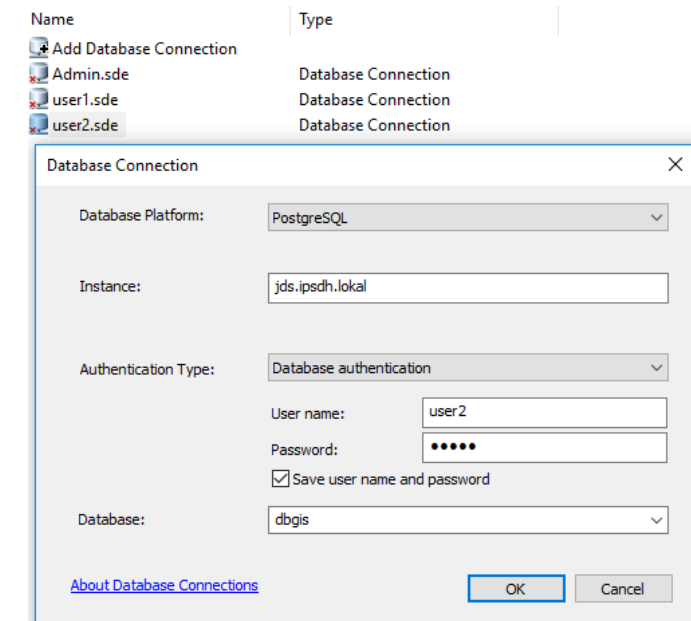 Name Type
Add Database Connection
Admin.sde Database Connection
user1.sde Database Connection
user2.sde Database Connection
Database Connection
Database Platform: PostgreSQL
Instance: jds.ipsdh.lokal
Authentication Type: Database authentication
User name: user2
Password: •••••
Save user name and password
Database: dbgis
About Database Connections OK Cancel